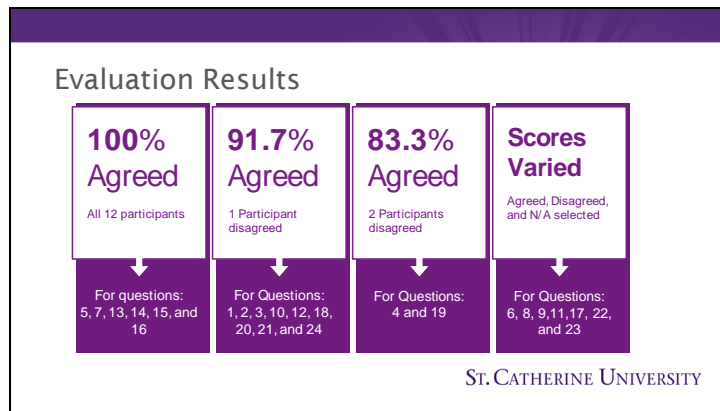 Evaluation Results
100%
Agreed
All 12 participants
For questions:
5, 7, 13, 14, 15, and
16
91.7%
Agreed
1 Participant
disagreed
For Questions:
1, 2, 3, 10, 12, 18,
20, 21, and 24
83.3%
Agreed
2 Participants
disagreed
For Questions:
4 and 19
Scores
Varied
Agreed, Disagreed,
and N/A selected
For Questions:
6, 8, 9,11,17, 22,
and 23
ST. CATHERINE UNIVERSITY